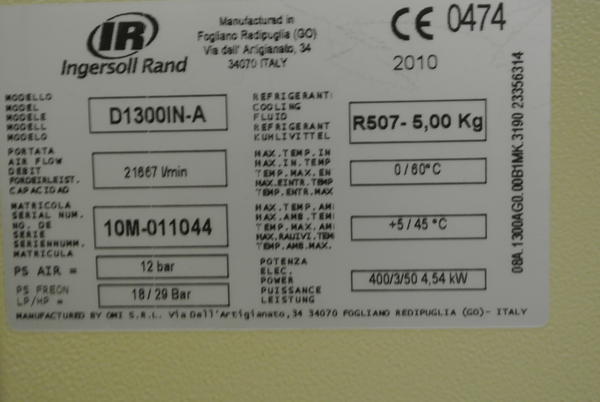 IR
Ingersoll Rand
Manufactured in
Fogliano Redipuglia (GO)
Via dell' Artigianato, 34
34070 ITALY
CE 0474
2010
MODELLO
MODEL
MODELE
MODELL
MODELO
D1300IN-A
REFRIGERANT
COOLING
FLUID
REFRIGERANT
KUHLIVITTEL
R507- 5,00 Kg
PORTATA
AIR FLOW
DEBIT
FORDERLEIST.
CAPACIDAD
21667 l/min
MAX.TEMP.IN
MAX.IN.TEMP
TEMP.MAX.EN
MAX.EINTR.TEMP
TEMP.ENTR.MAX
0 / 60°C
MATRICOLA
SERIAL NUM.
NO. DE
SERIE
SERIENNUMM.
MATRICULA
10M-011044
MAX.TEMP.AM
MAX.AMB.TEM
TEMP.MAX.AM
MAX.RAUIVI.TEM
TEMP.AMB.MAX.
+5 / 45 °C
PS AIR =
12 bar
PS FREON
LP/HP =
18 / 29 Bar
POTENZA
ELEC.
POWER
PUISSANCE
LEISTUNG
400/3/50 4,54 kW
MANUFACTURED BY OMI S.R.L. Via Dell'Artigianato,34 34070 FOGLIANO REDIPUGLIA (GO)- ITALY
08A.1300AG0.00B1MK.3190 23356314